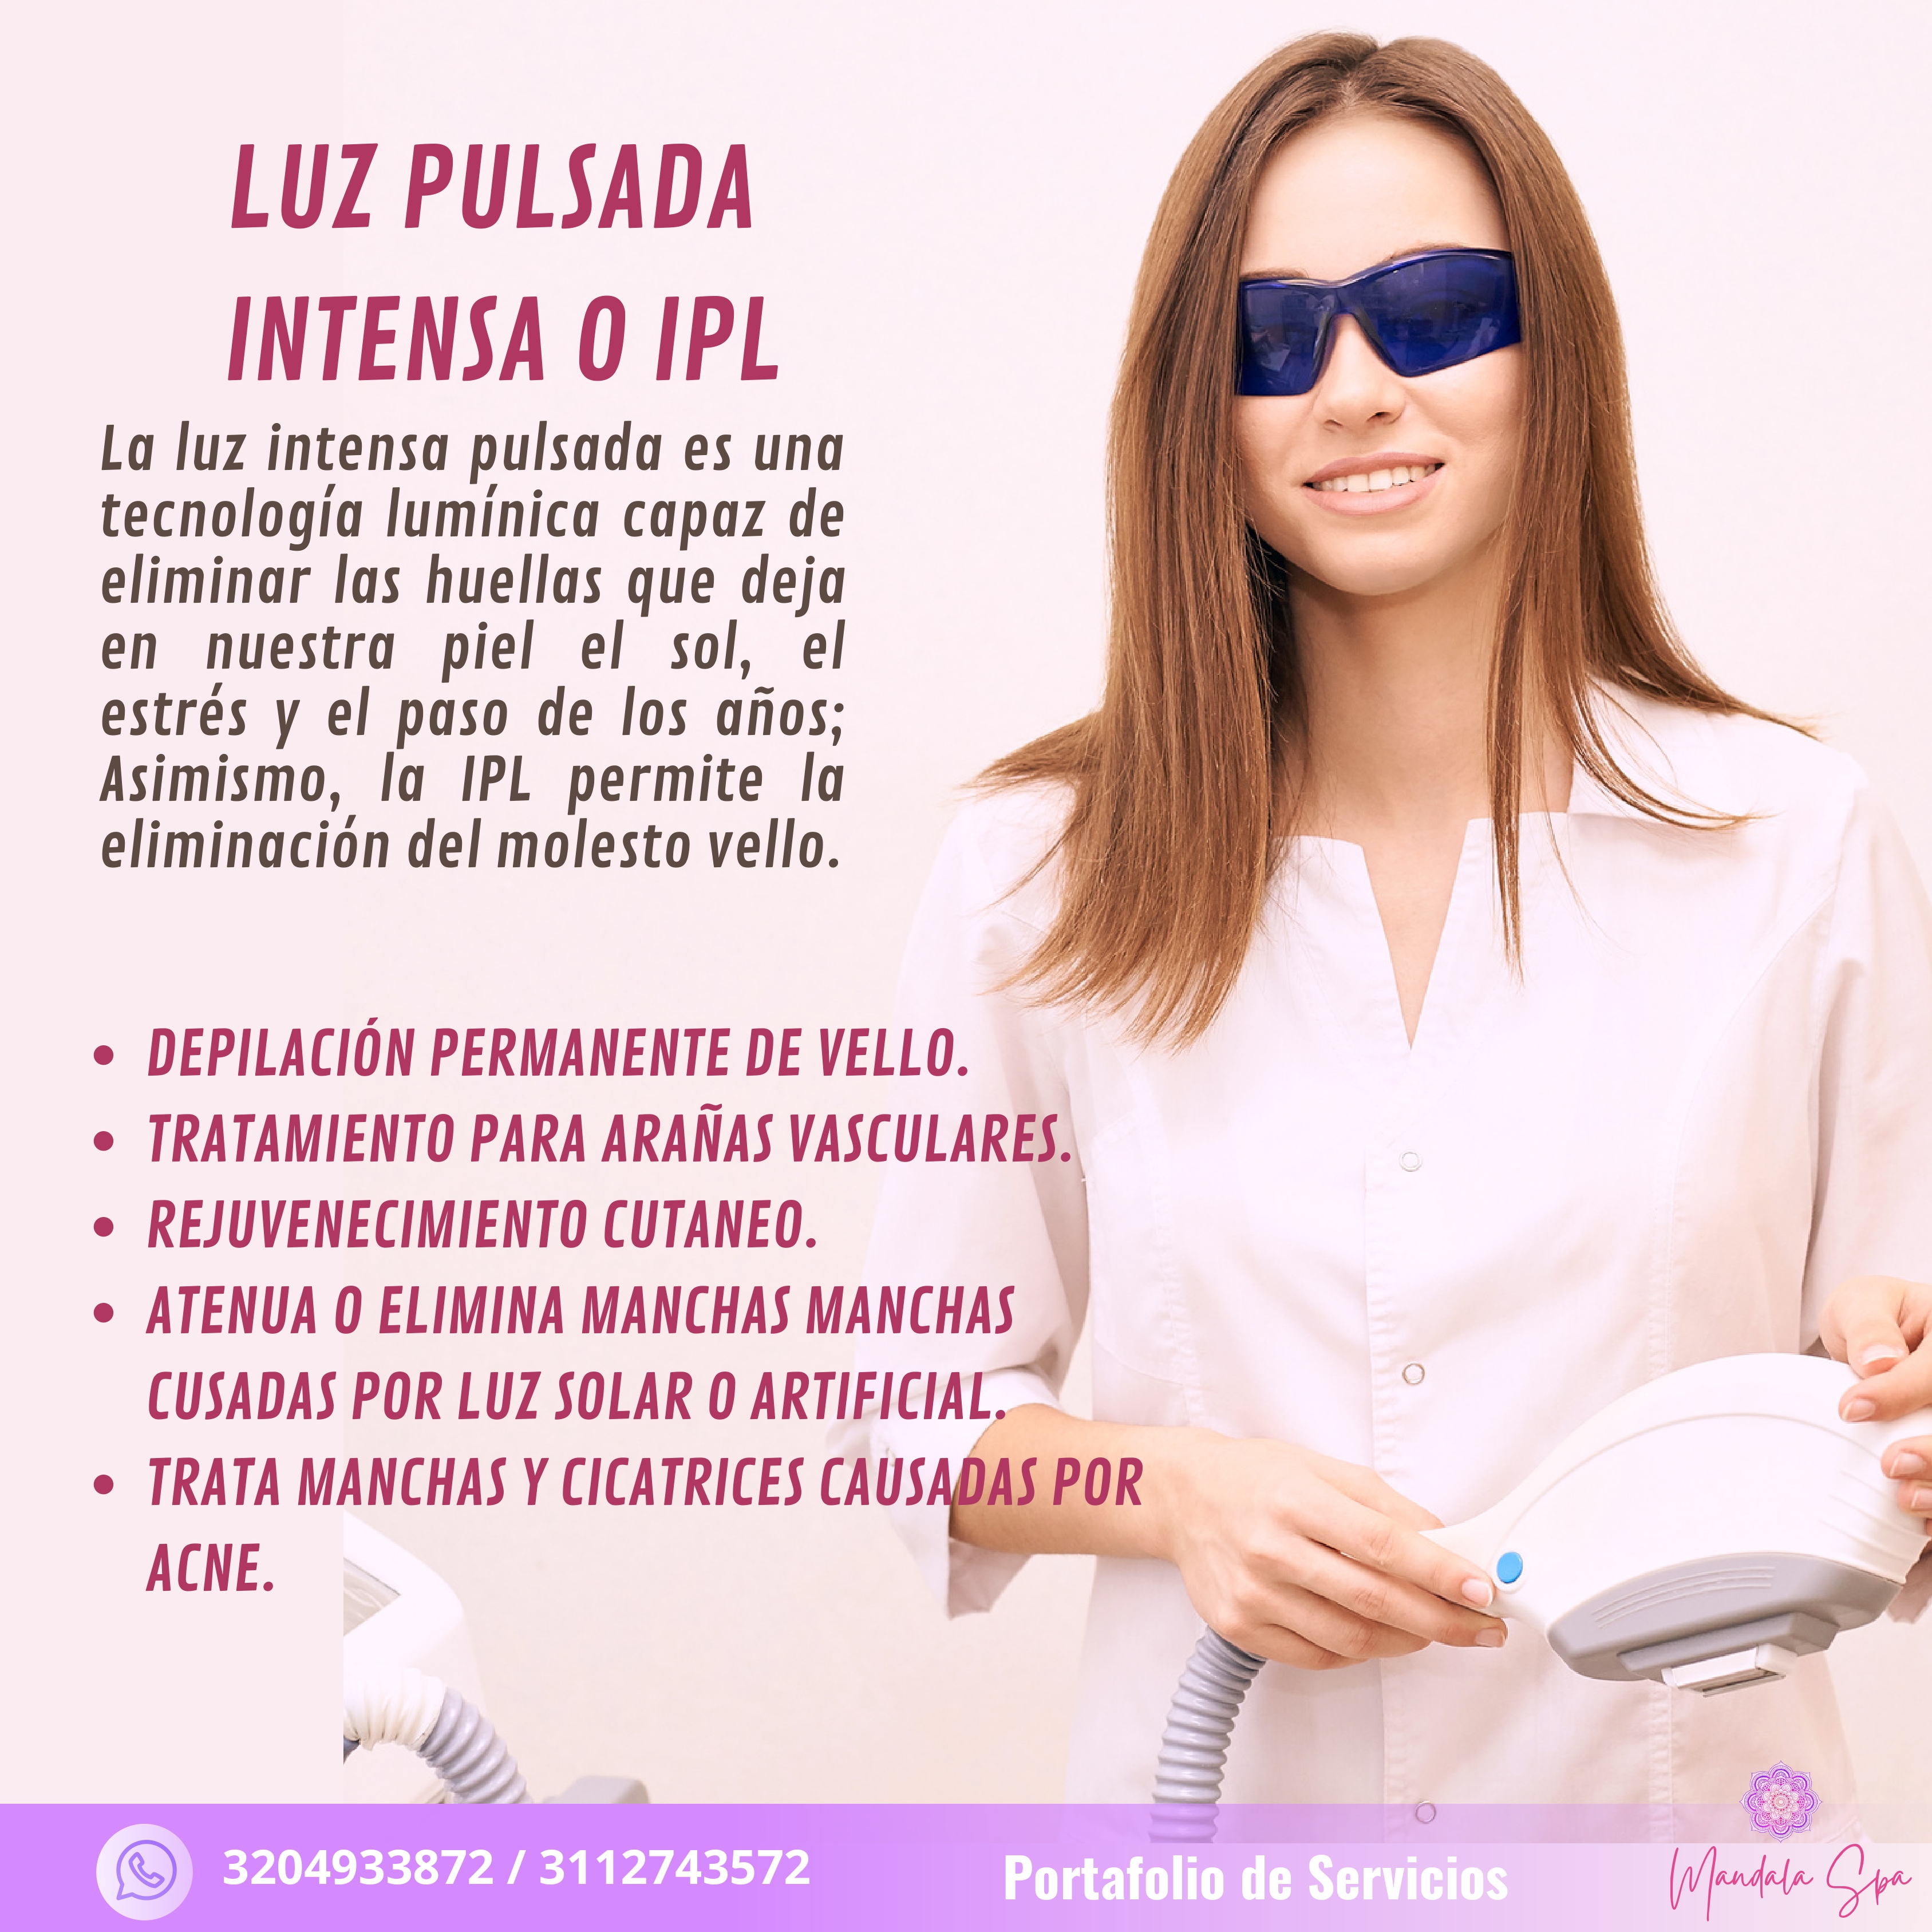 LUZ PULSADA
INTENSA O IPL
La luz intensa pulsada es una
tecnología lumínica capaz de
eliminar las huellas que deja
en nuestra piel el sol, el
estrés y el paso de los años;
Asimismo, la IPL permite la
eliminación del molesto vello.
• DEPILACIÓN PERMANENTE DE VELLO.
• TRATAMIENTO PARA ARAÑAS VASCULARES.
• REJUVENECIMIENTO CUTANEO.
• ATENUA O ELIMINA MANCHAS MANCHAS
CUSADAS POR LUZ SOLAR O ARTIFICIAL.
• TRATA MANCHAS Y CICATRICES CAUSADAS POR
ACNE.
3204933872 / 3112743572
Portafolio de Servicios
Mandala Spa